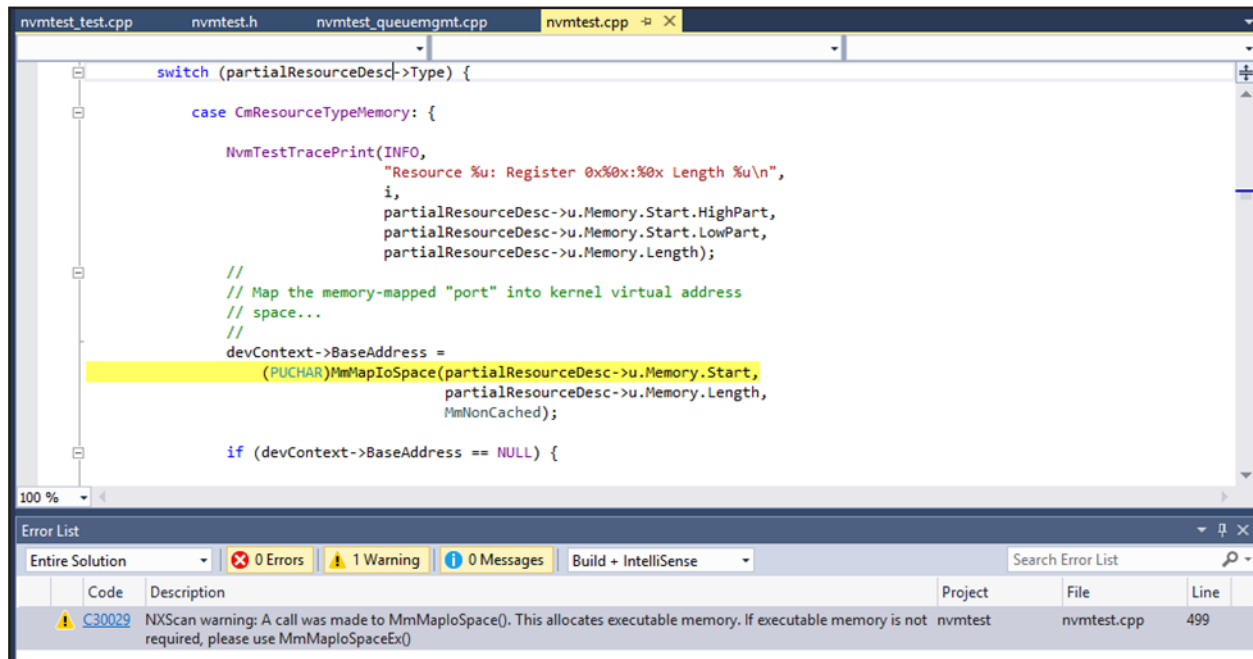 nvmtest_test.cpp nvmtest.h nvmtest_queuemgmt.cpp nvmtest.cpp
switch (partialResourceDesc->Type) {
case CmResourceTypeMemory: {
NvmTestTracePrint(INFO,
"Resource %u: Register 0x%0x:%0x Length %u\n",
i,
partialResourceDesc->u.Memory.Start.HighPart,
partialResourceDesc->u.Memory.Start.LowPart,
partialResourceDesc->u.Memory.Length);
//
// Map the memory-mapped "port" into kernel virtual address
// space...
//
devContext->BaseAddress =
(PUCHAR)MmMapIoSpace(partialResourceDesc->u.Memory.Start,
partialResourceDesc->u.Memory.Length,
MmNonCached);
if (devContext->BaseAddress == NULL) {
100 %
Error List
Entire Solution 0 Errors 1 Warning 0 Messages Build + IntelliSense Search Error List
Code Description Project File Line
C30029 NXScan warning: A call was made to MmMapIoSpace(). This allocates executable memory. If executable memory is not nvmtest nvmtest.cpp 499
required, please use MmMapIoSpaceEx()